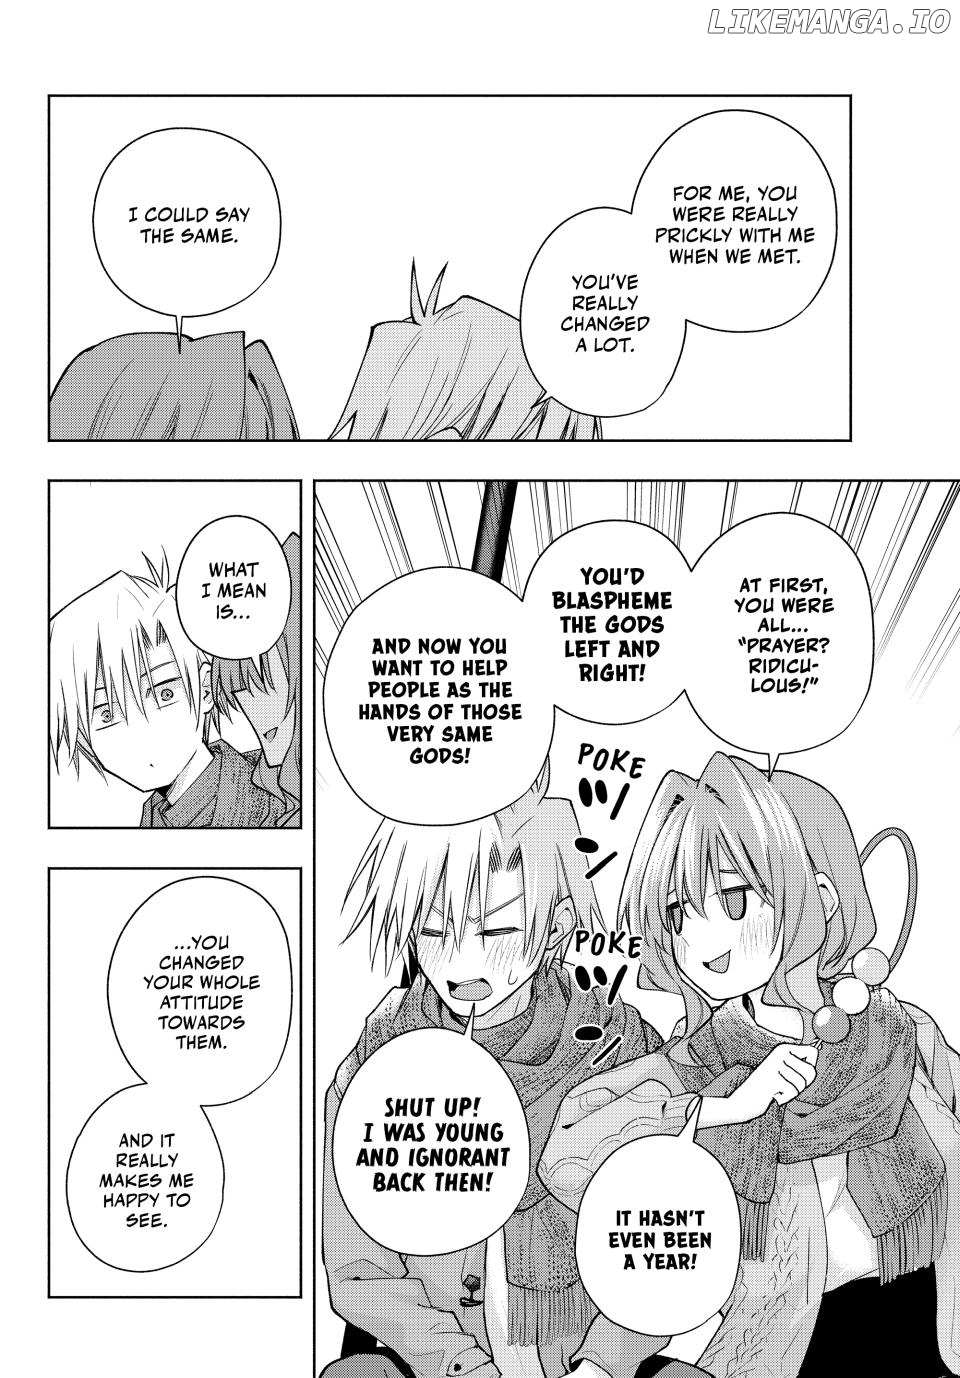 LIKEMANGA.IO
FOR ME, YOU
WERE REALLY
PRICKLY WITH ME
WHEN WE MET.
YOU'VE
REALLY
CHANGED
A LOT.
I COULD SAY
THE SAME.
AT FIRST,
YOU WERE
ALL...
"PRAYER?
RIDICU-
LOUS!"
YOU'D
BLASPHEME
THE GODS
LEFT AND
RIGHT!
AND NOW YOU
WANT TO HELP
PEOPLE AS THE
HANDS OF THOSE
VERY SAME
GODS!
POKE
POKE
SHUT UP!
I WAS YOUNG
AND IGNORANT
BACK THEN!
IT HASN'T
EVEN BEEN
A YEAR!
WHAT
I MEAN
IS...
...YOU
CHANGED
YOUR WHOLE
ATTITUDE
TOWARDS
THEM.
AND IT
REALLY
MAKES ME
HAPPY TO
SEE.